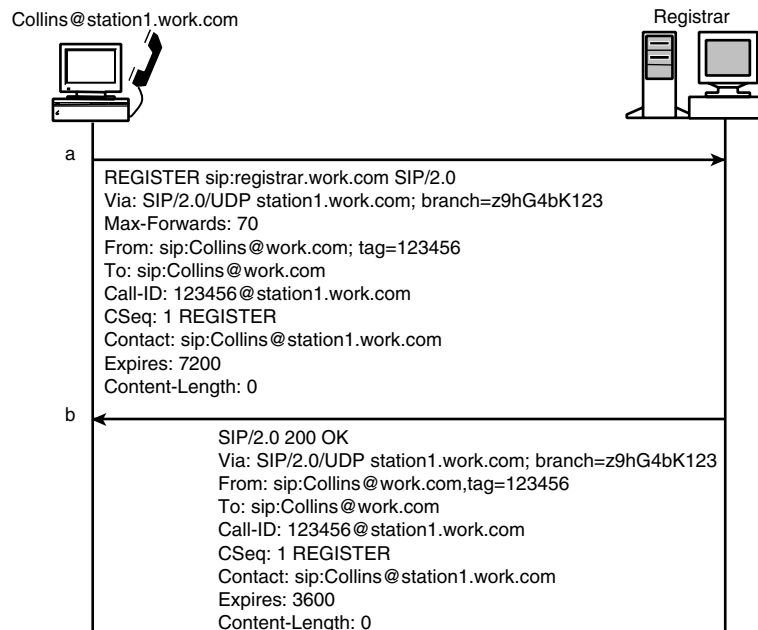 Collins@station1.work.com
Registrar
a
REGISTER sip:registrar.work.com SIP/2.0
Via: SIP/2.0/UDP station1.work.com; branch=z9hG4bK123
Max-Forwards: 70
From: sip:Collins@work.com; tag=123456
To: sip:Collins@work.com
Call-ID: 123456@station1.work.com
CSeq: 1 REGISTER
Contact: sip:Collins@station1.work.com
Expires: 7200
Content-Length: 0
b
SIP/2.0 200 OK
Via: SIP/2.0/UDP station1.work.com; branch=z9hG4bK123
From: sip:Collins@work.com,tag=123456
To: sip:Collins@work.com
Call-ID: 123456@station1.work.com
CSeq: 1 REGISTER
Contact: sip:Collins@station1.work.com
Expires: 3600
Content-Length: 0